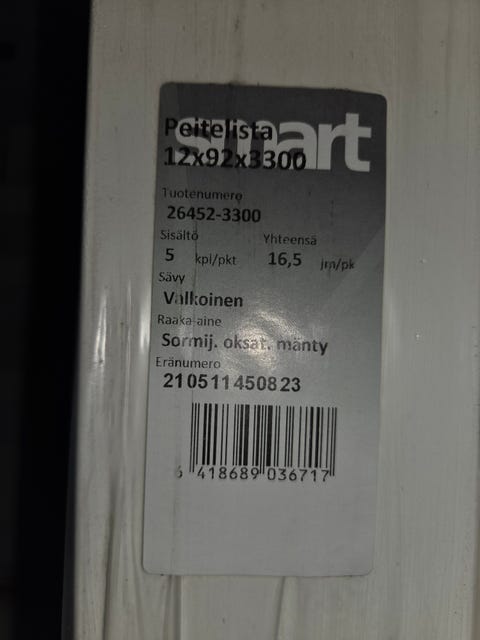 smart
Peitelista
12x92x3300
Tuotenumero
26452-3300
Sisältö Yhteensä
5 kpl/pkt 16,5 jm/pk
Sävy
Valkoinen
Raaka-aine
Sormij. oksat. mänty
Eränumero
210511450823
6 418689 036717